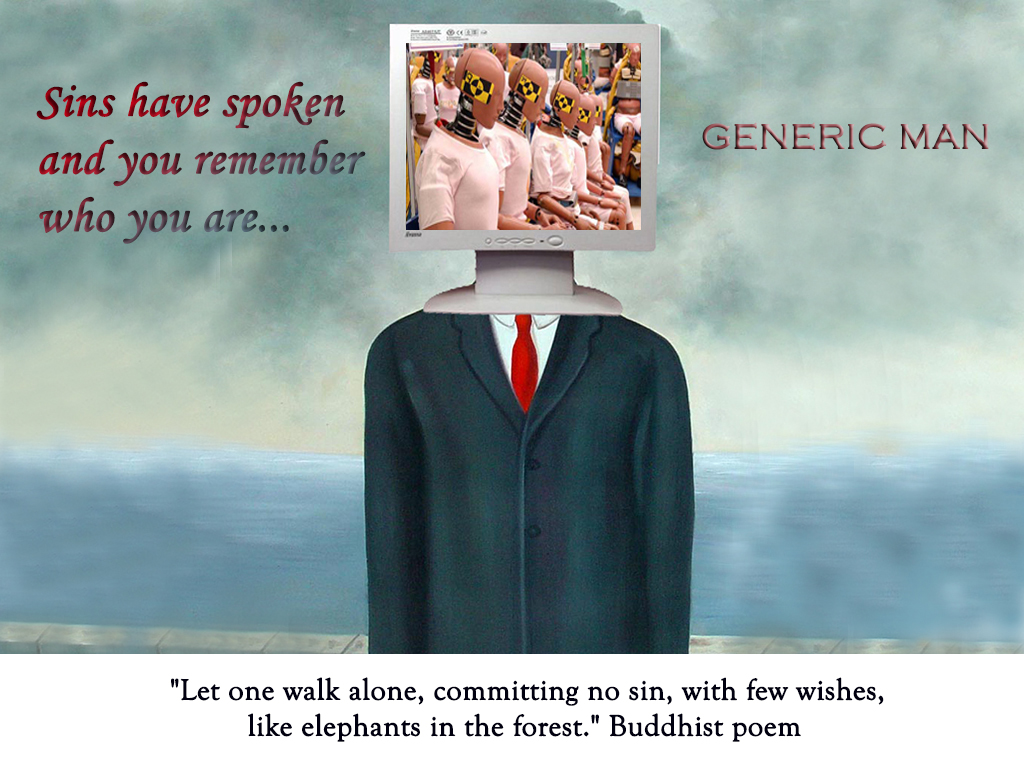 Sins have spoken
and you remember
who you are...
GENERIC MAN
"Let one walk alone, committing no sin, with few wishes,
like elephants in the forest." Buddhist poem